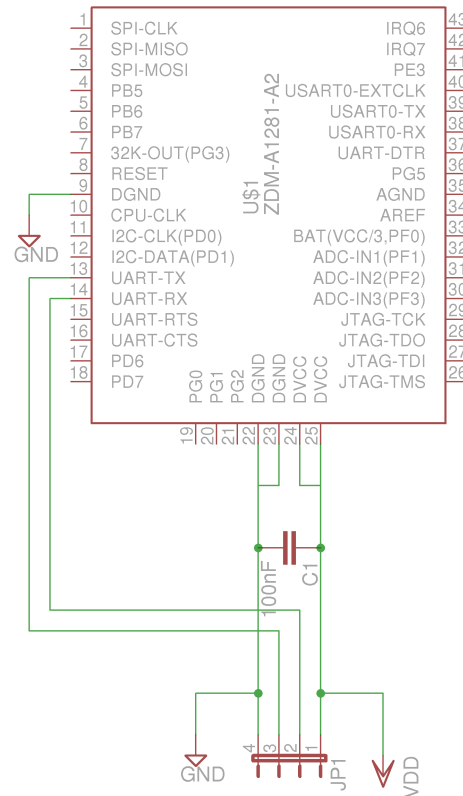 1 SPI-CLK
2 SPI-MISO
3 SPI-MOSI
4 PB5
5 PB6
6 PB7
7 32K-OUT(PG3)
8 RESET
9 DGND
10 CPU-CLK
11 I2C-CLK(PD0)
12 I2C-DATA(PD1)
13 UART-TX
14 UART-RX
15 UART-RTS
16 UART-CTS
17 PD6
18 PD7
GND
U$1
ZDM-A1281-A2
IRQ6 43
IRQ7 42
PE3 41
USART0-EXTCLK 40
USART0-TX 39
USART0-RX 38
UART-DTR 37
PG5 36
AGND 35
AREF 34
BAT(VCC/3,PF0) 33
ADC-IN1(PF1) 32
ADC-IN2(PF2) 31
ADC-IN3(PF3) 30
JTAG-TCK 29
JTAG-TDO 28
JTAG-TDI 27
JTAG-TMS 26
PG0 19
PG1 20
PG2 21
DGND 22
DGND 23
DVCC 24
DVCC 25
100nF
C1
4
3
2
1
JP1
GND
VDD